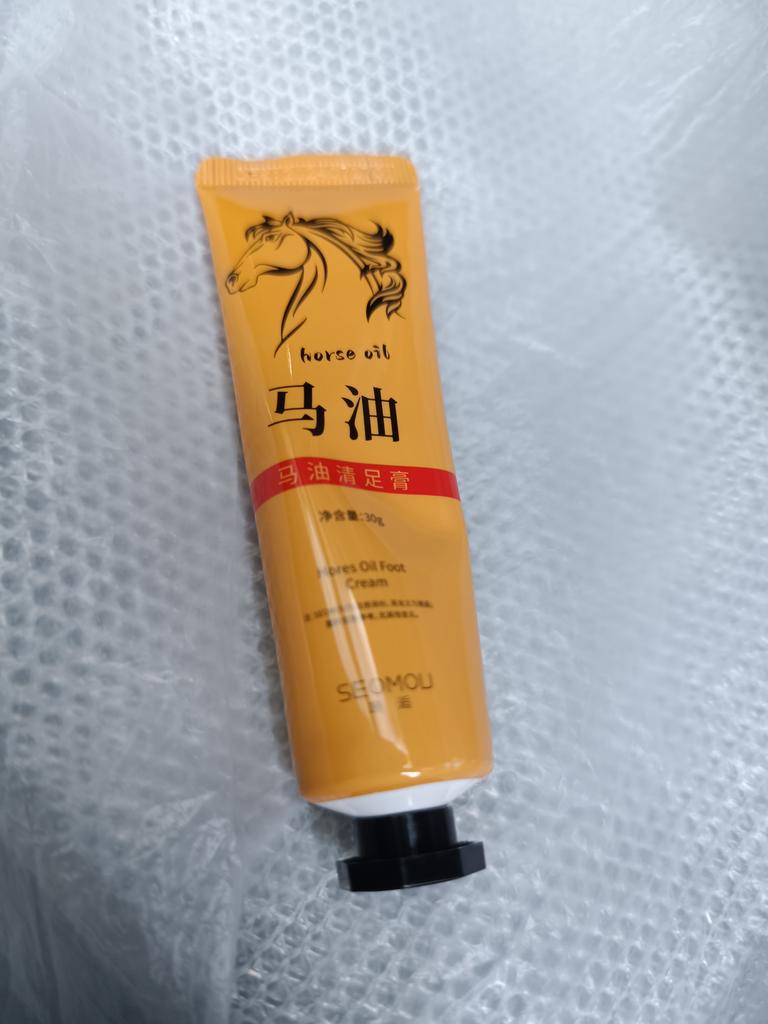 horse oil
马油
马油清足膏
净含量:30g
Hores Oil Foot
Cream
SEOMOU